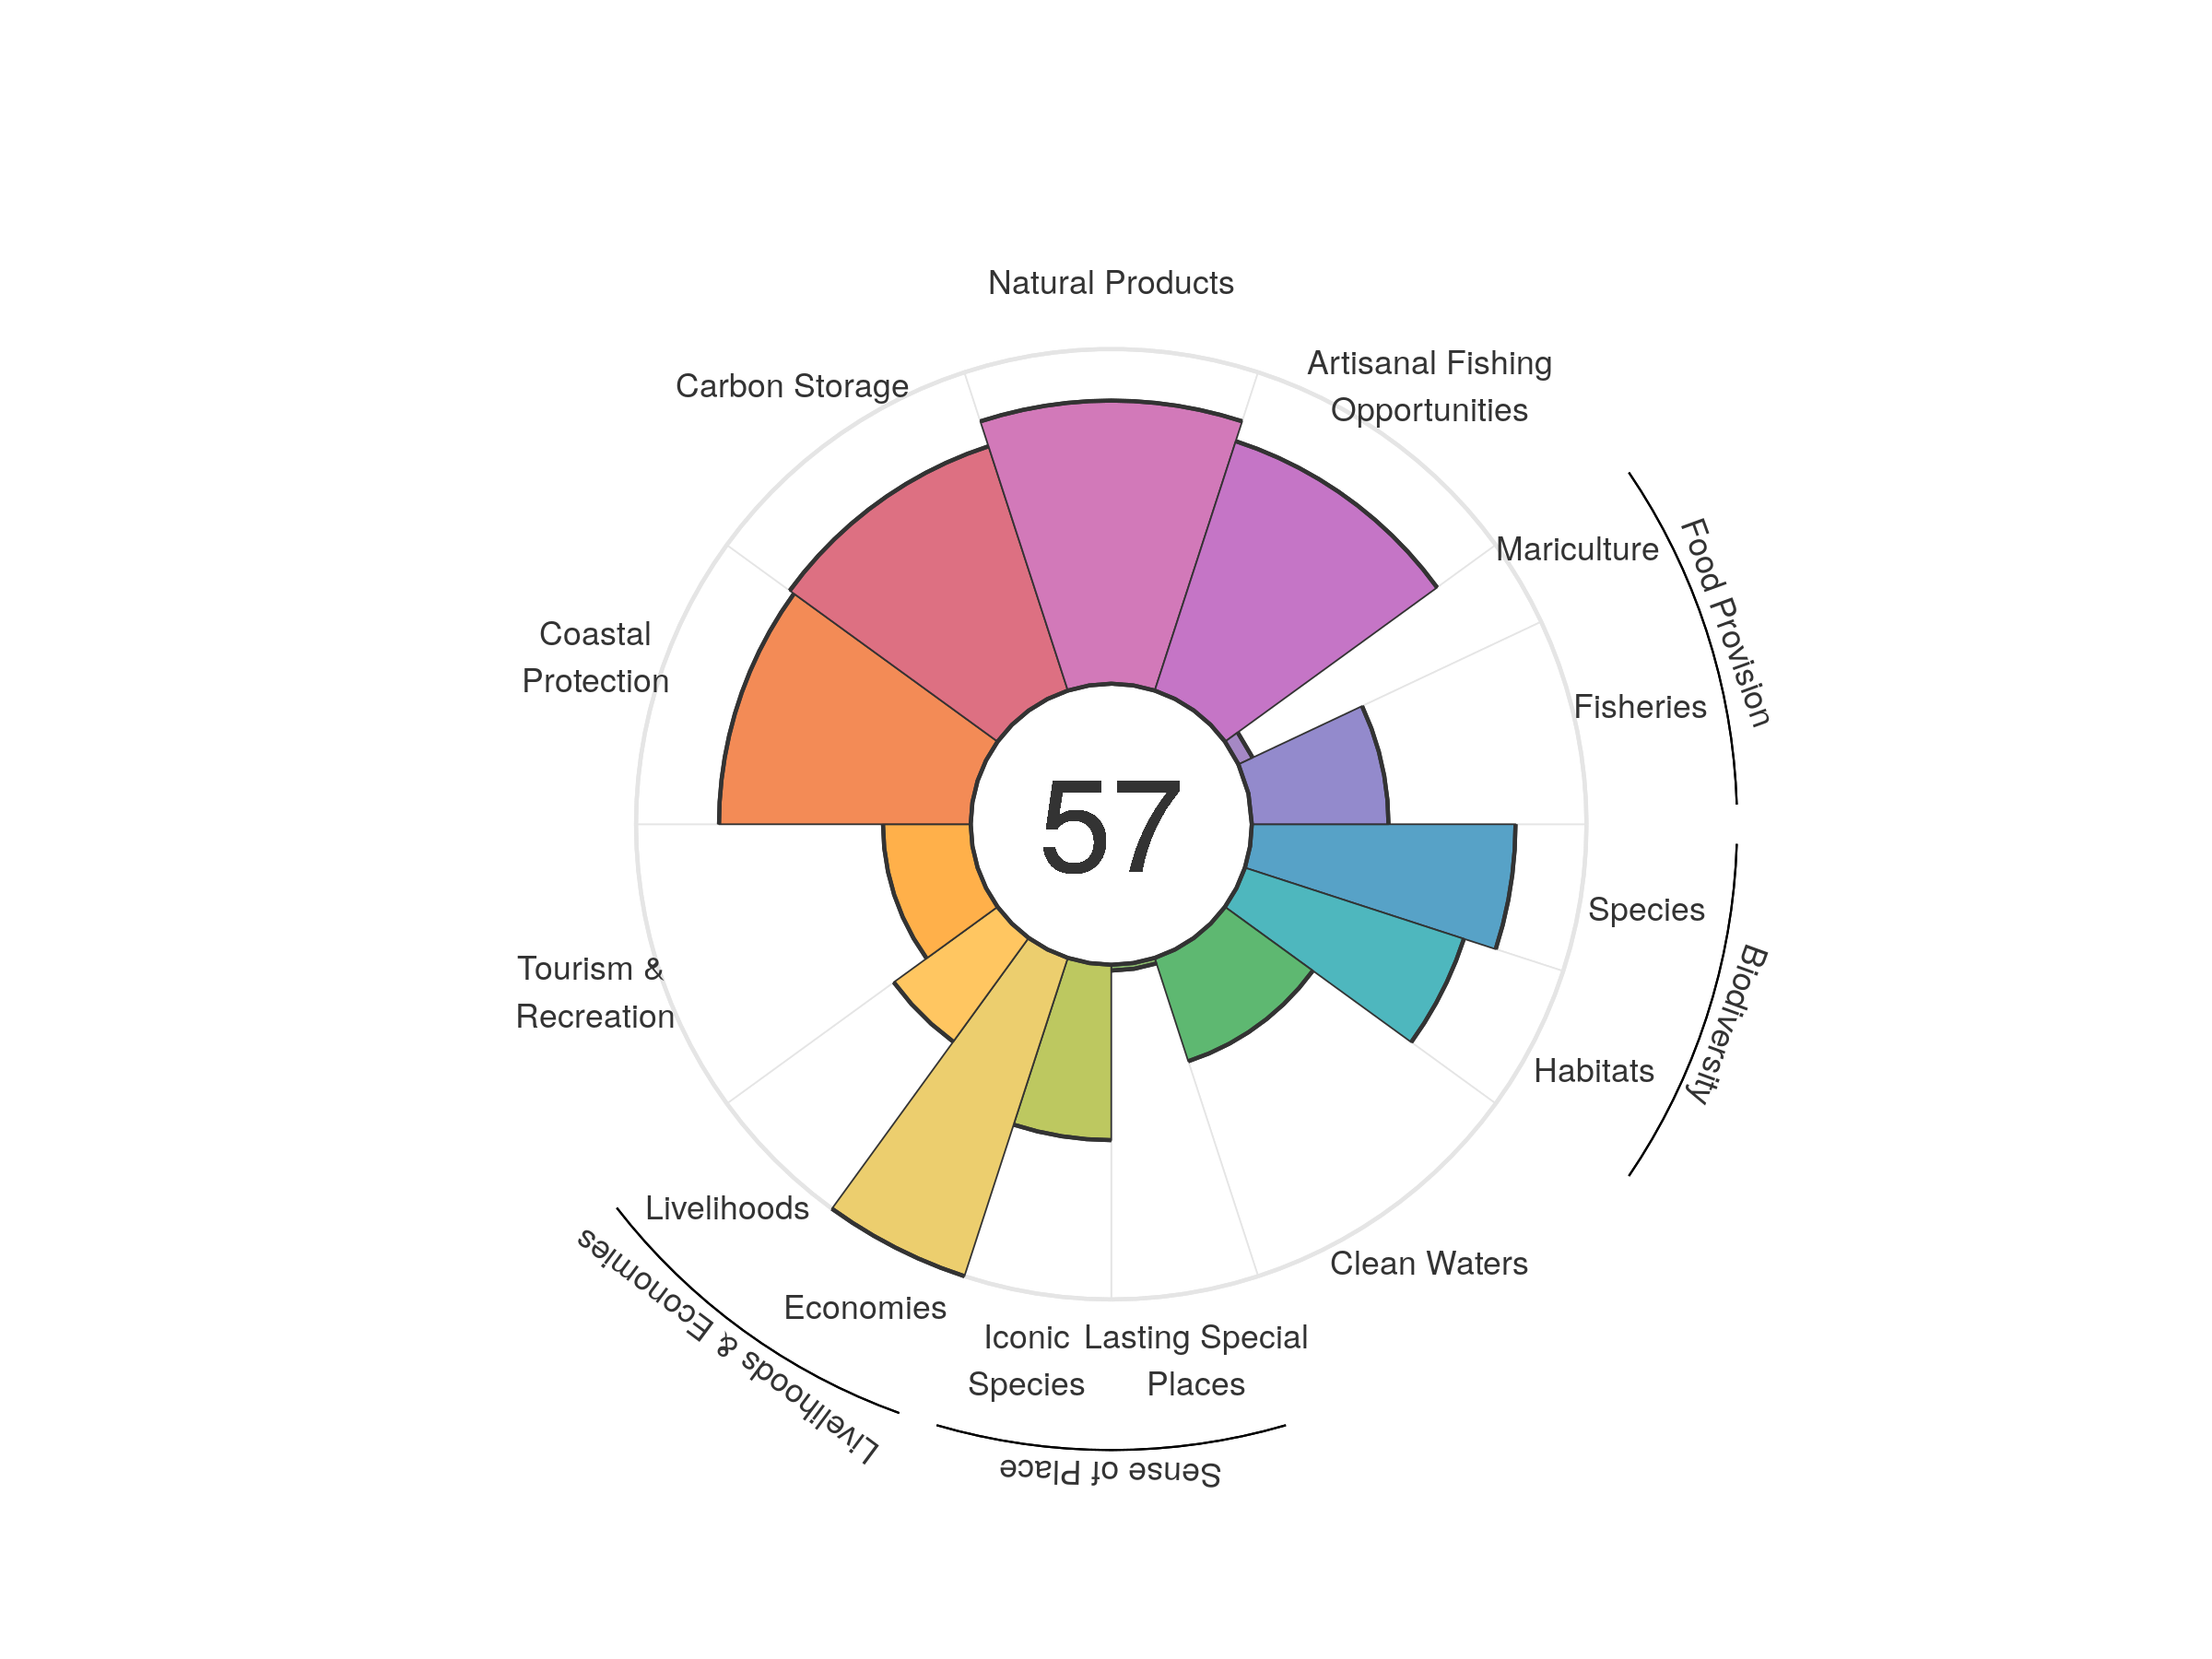 Natural Products
Artisanal Fishing
Opportunities
Carbon Storage
Mariculture
Food Provision
Coastal
Protection
Fisheries
57
Species
Biodiversity
Tourism &
Recreation
Habitats
Livelihoods
Clean Waters
Economies
Livelihoods & Economies
Iconic
Species
Lasting Special
Places
Sense of Place